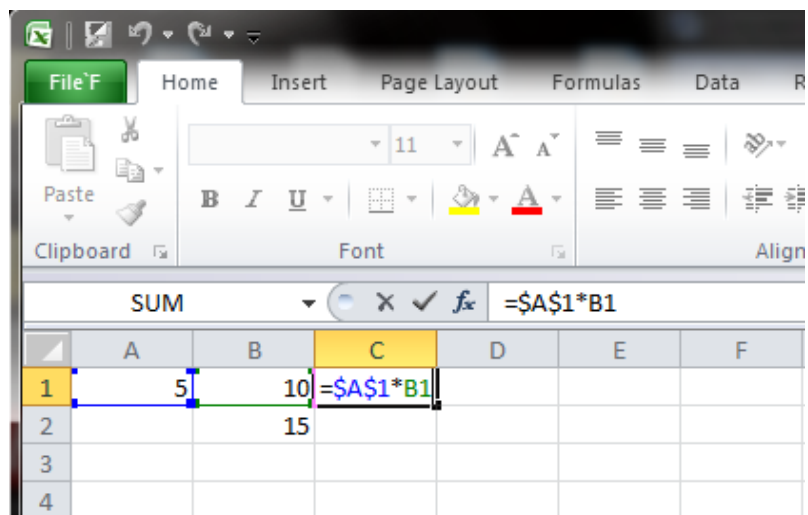 File`F Home Insert Page Layout Formulas Data R
11 A A
Paste B I U A
Clipboard Font Align
SUM fx =$A$1*B1
A B C D E F
1 5 10 =$A$1*B1
2 15
3
4